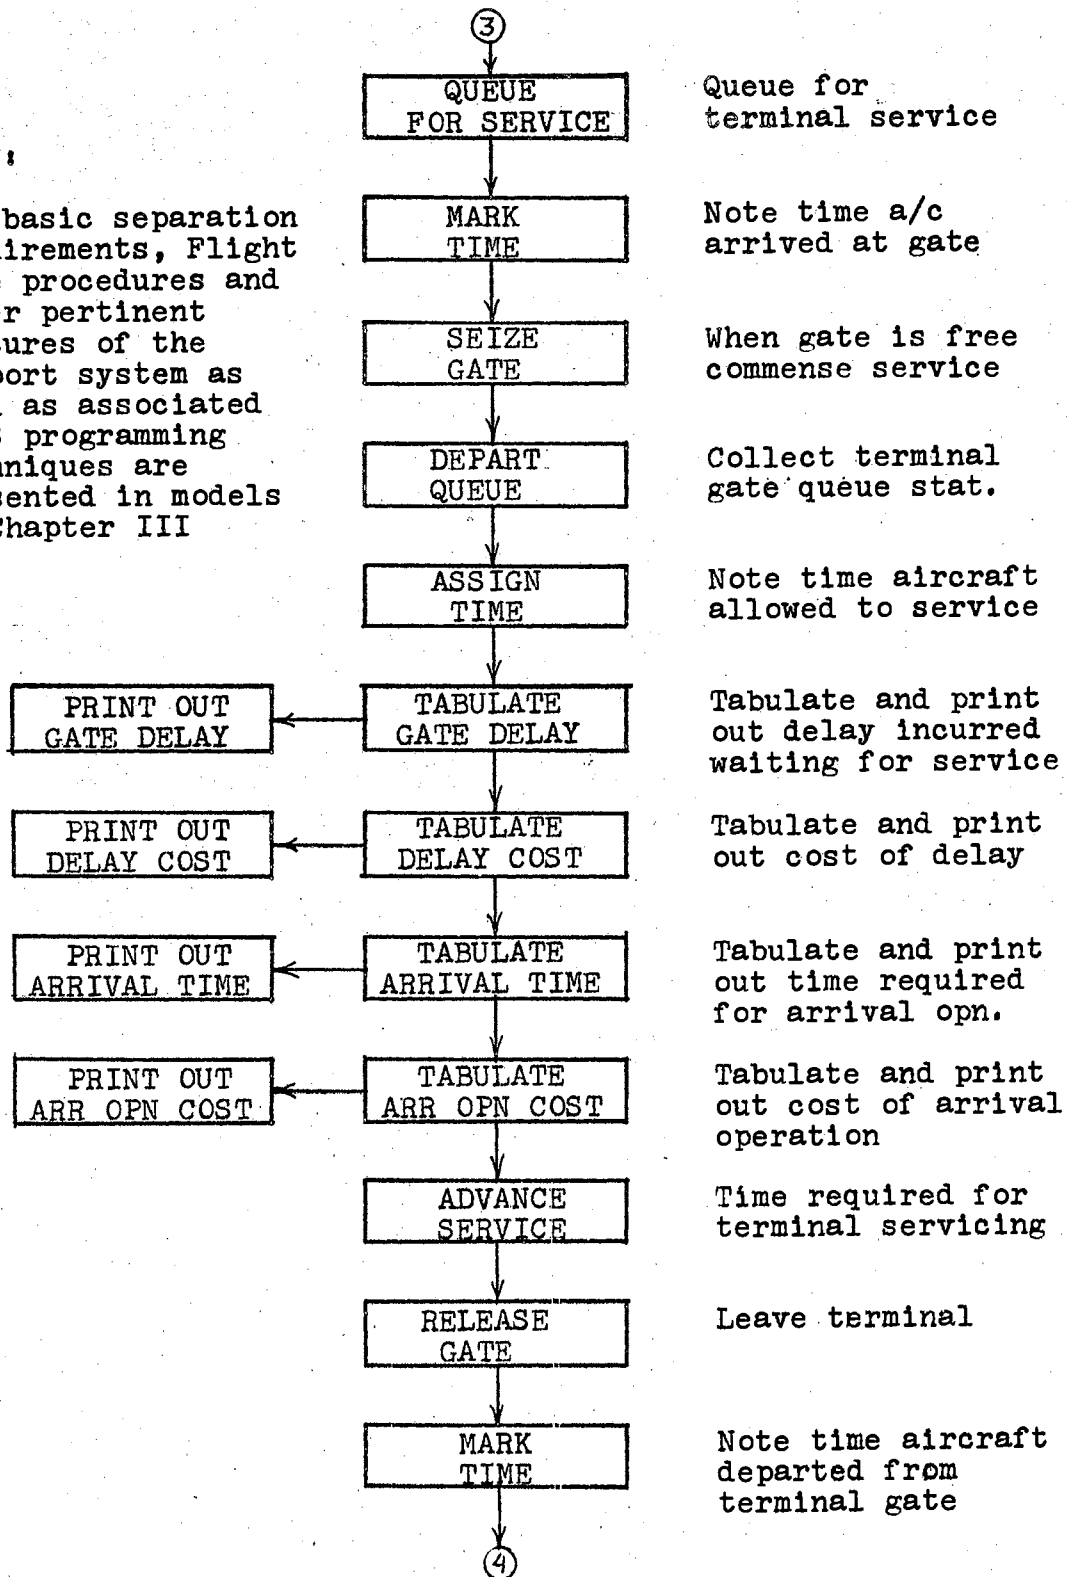 3
QUEUE
FOR SERVICE
Queue for
terminal service
:
basic separation
irements, Flight
procedures and
r pertinent
tures of the
port system as
as associated
programming
hniques are
sented in models
Chapter III
MARK
TIME
Note time a/c
arrived at gate
SEIZE
GATE
When gate is free
commense service
DEPART
QUEUE
Collect terminal
gate queue stat.
ASSIGN
TIME
Note time aircraft
allowed to service
PRINT OUT
GATE DELAY
TABULATE
GATE DELAY
Tabulate and print
out delay incurred
waiting for service
PRINT OUT
DELAY COST
TABULATE
DELAY COST
Tabulate and print
out cost of delay
PRINT OUT
ARRIVAL TIME
TABULATE
ARRIVAL TIME
Tabulate and print
out time required
for arrival opn.
PRINT OUT
ARR OPN COST
TABULATE
ARR OPN COST
Tabulate and print
out cost of arrival
operation
ADVANCE
SERVICE
Time required for
terminal servicing
RELEASE
GATE
Leave terminal
MARK
TIME
Note time aircraft
departed from
terminal gate
4